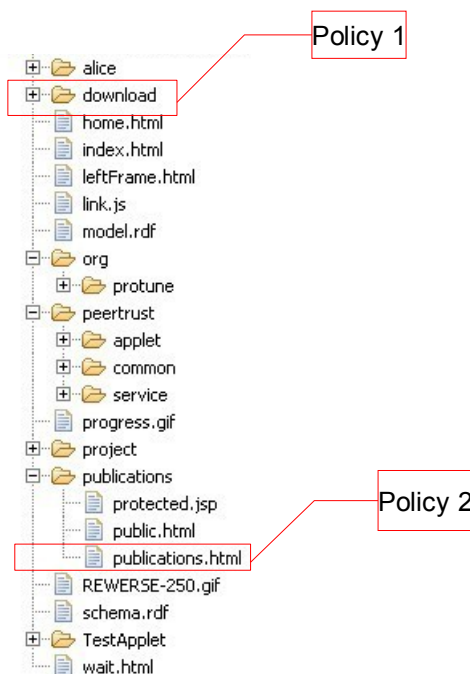 Policy 1
alice
download
home.html
index.html
leftFrame.html
link.js
model.rdf
org
protune
peertrust
applet
common
service
progress.gif
project
publications
protected.jsp
public.html
Policy 2
publications.html
REWERSE-250.gif
schema.rdf
TestApplet
wait.html